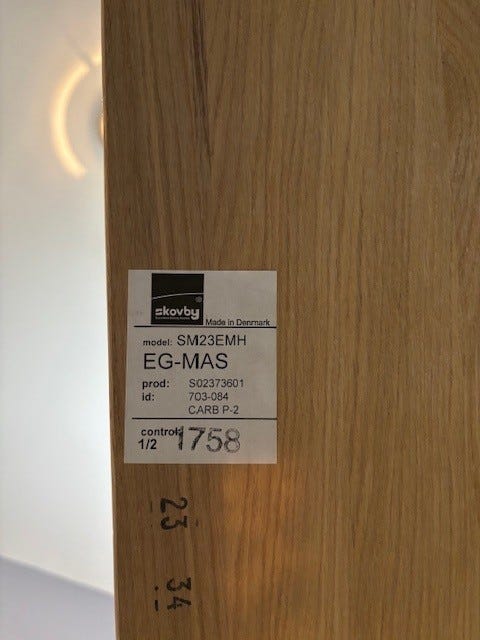 skovby®
Made in Denmark
model: SM23EMH
EG-MAS
prod: S02373601
id: 703-084
CARB P-2
control:
1/2 1758
23
34